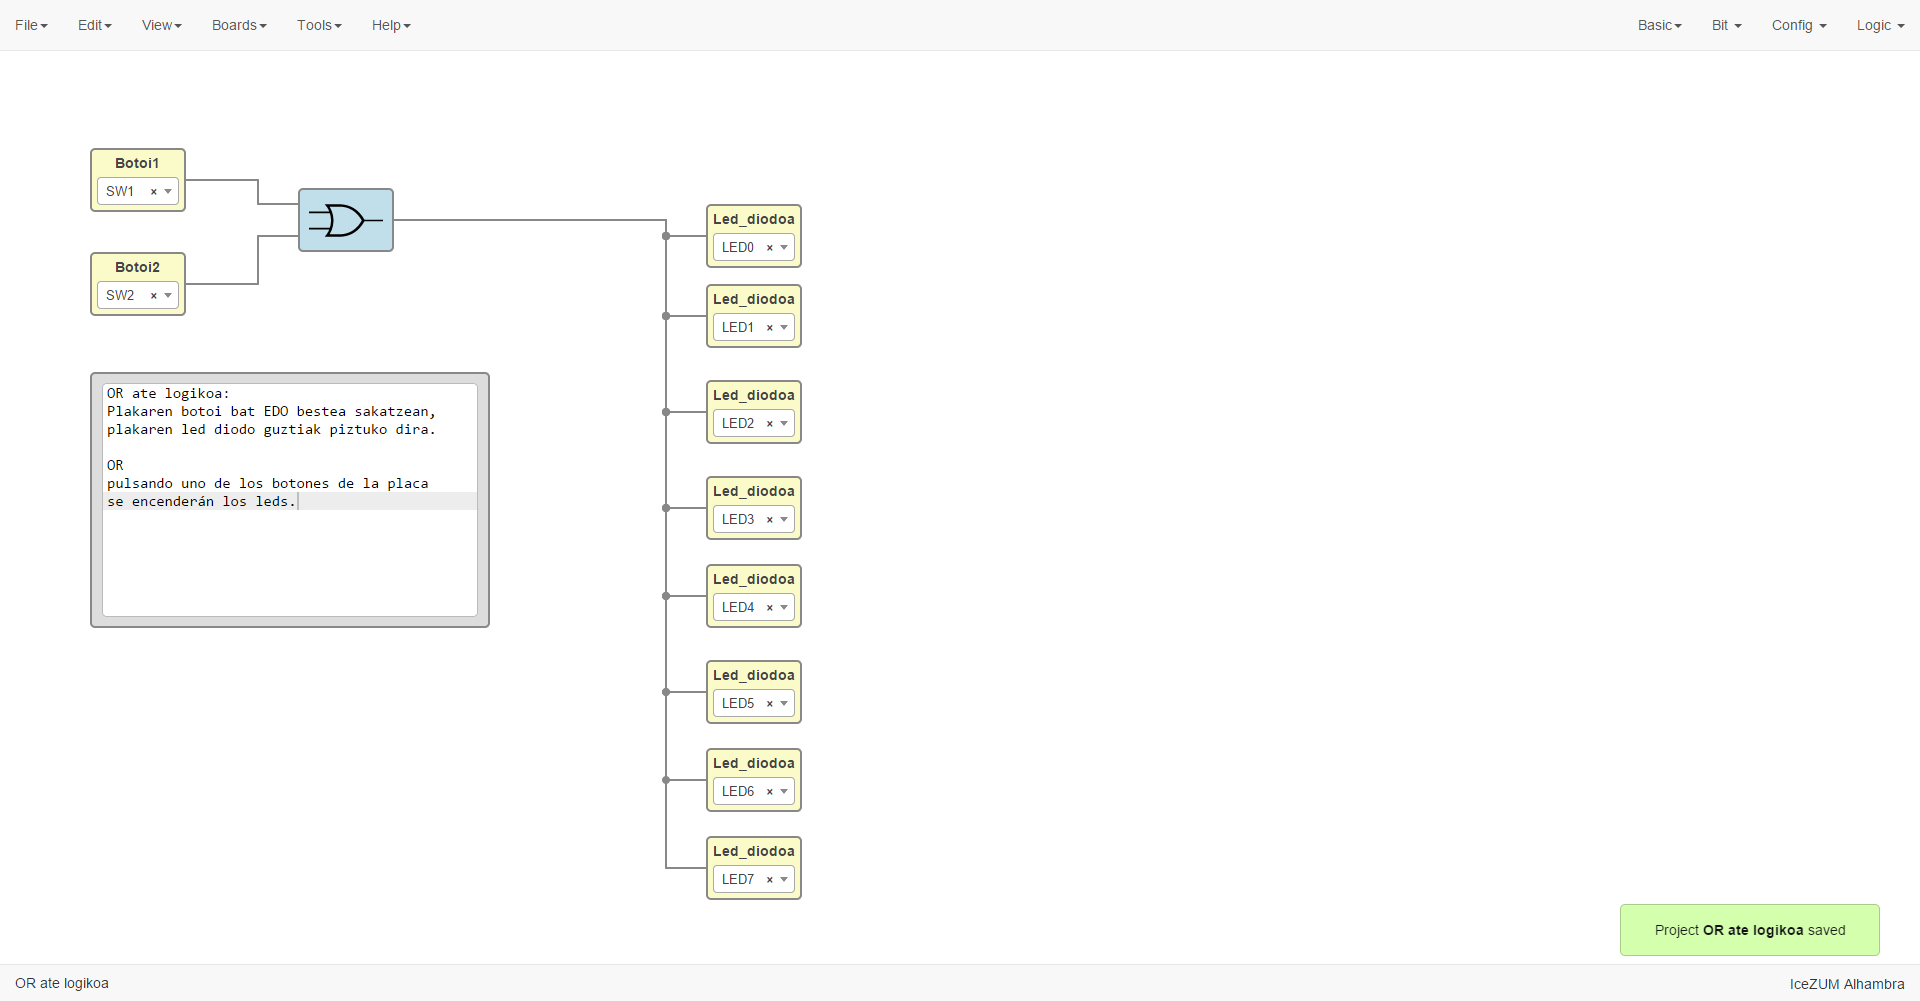 File Edit View Boards Tools Help Basic Bit Config Logic
Botoi1
SW1 ×
Botoi2
SW2 ×
Led_diodoa
LED0 ×
Led_diodoa
LED1 ×
Led_diodoa
LED2 ×
Led_diodoa
LED3 ×
Led_diodoa
LED4 ×
Led_diodoa
LED5 ×
Led_diodoa
LED6 ×
Led_diodoa
LED7 ×
OR ate logikoa:
Plakaren botoi bat EDO bestea sakatzean,
plakaren led diodo guztiak piztuko dira.
OR
pulsando uno de los botones de la placa
se encenderán los leds.
Project OR ate logikoa saved
OR ate logikoa
IceZUM Alhambra